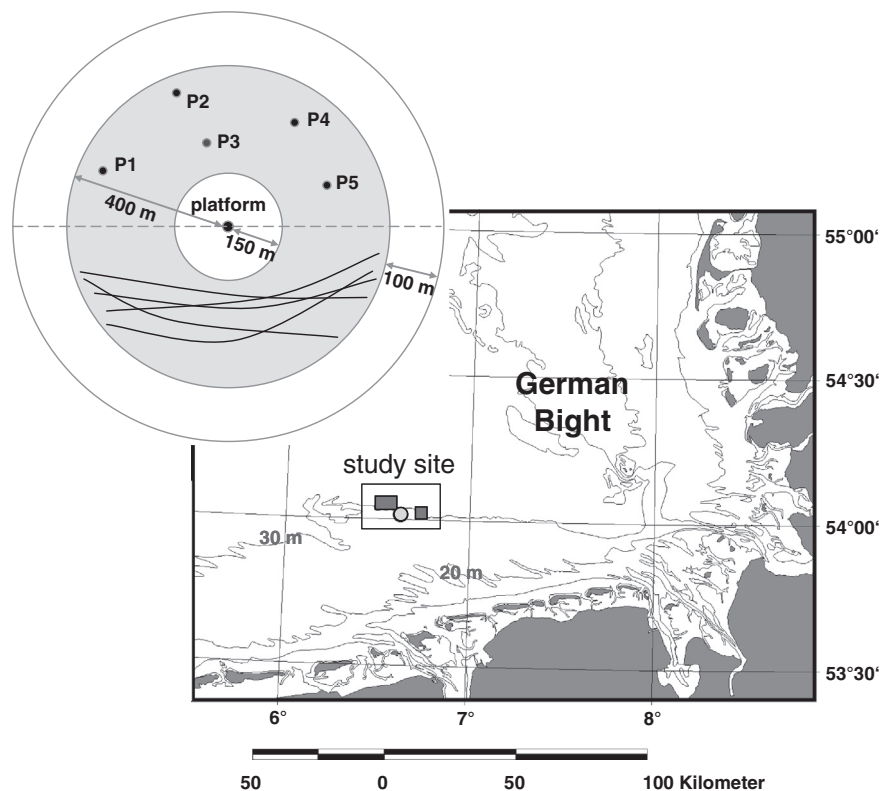 P2
P4
P3
P1
P5
platform
400 m
150 m
100 m
55°00‘
54°30‘
German
Bight
study site
54°00‘
30 m
20 m
53°30‘
6°
7°
8°
50 0 50 100 Kilometer